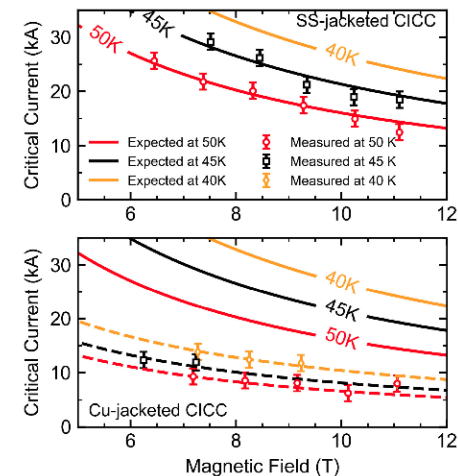 SS-jacketed CICC
50K
45K
40K
Critical Current (kA)
30
20
10
0
Expected at 50K
Measured at 50 K
Expected at 45K
Measured at 45 K
Expected at 40K
Measured at 40 K
6
8
10
12
40K
45K
50K
Critical Current (kA)
30
20
10
0
Cu-jacketed CICC
6
8
10
12
Magnetic Field (T)